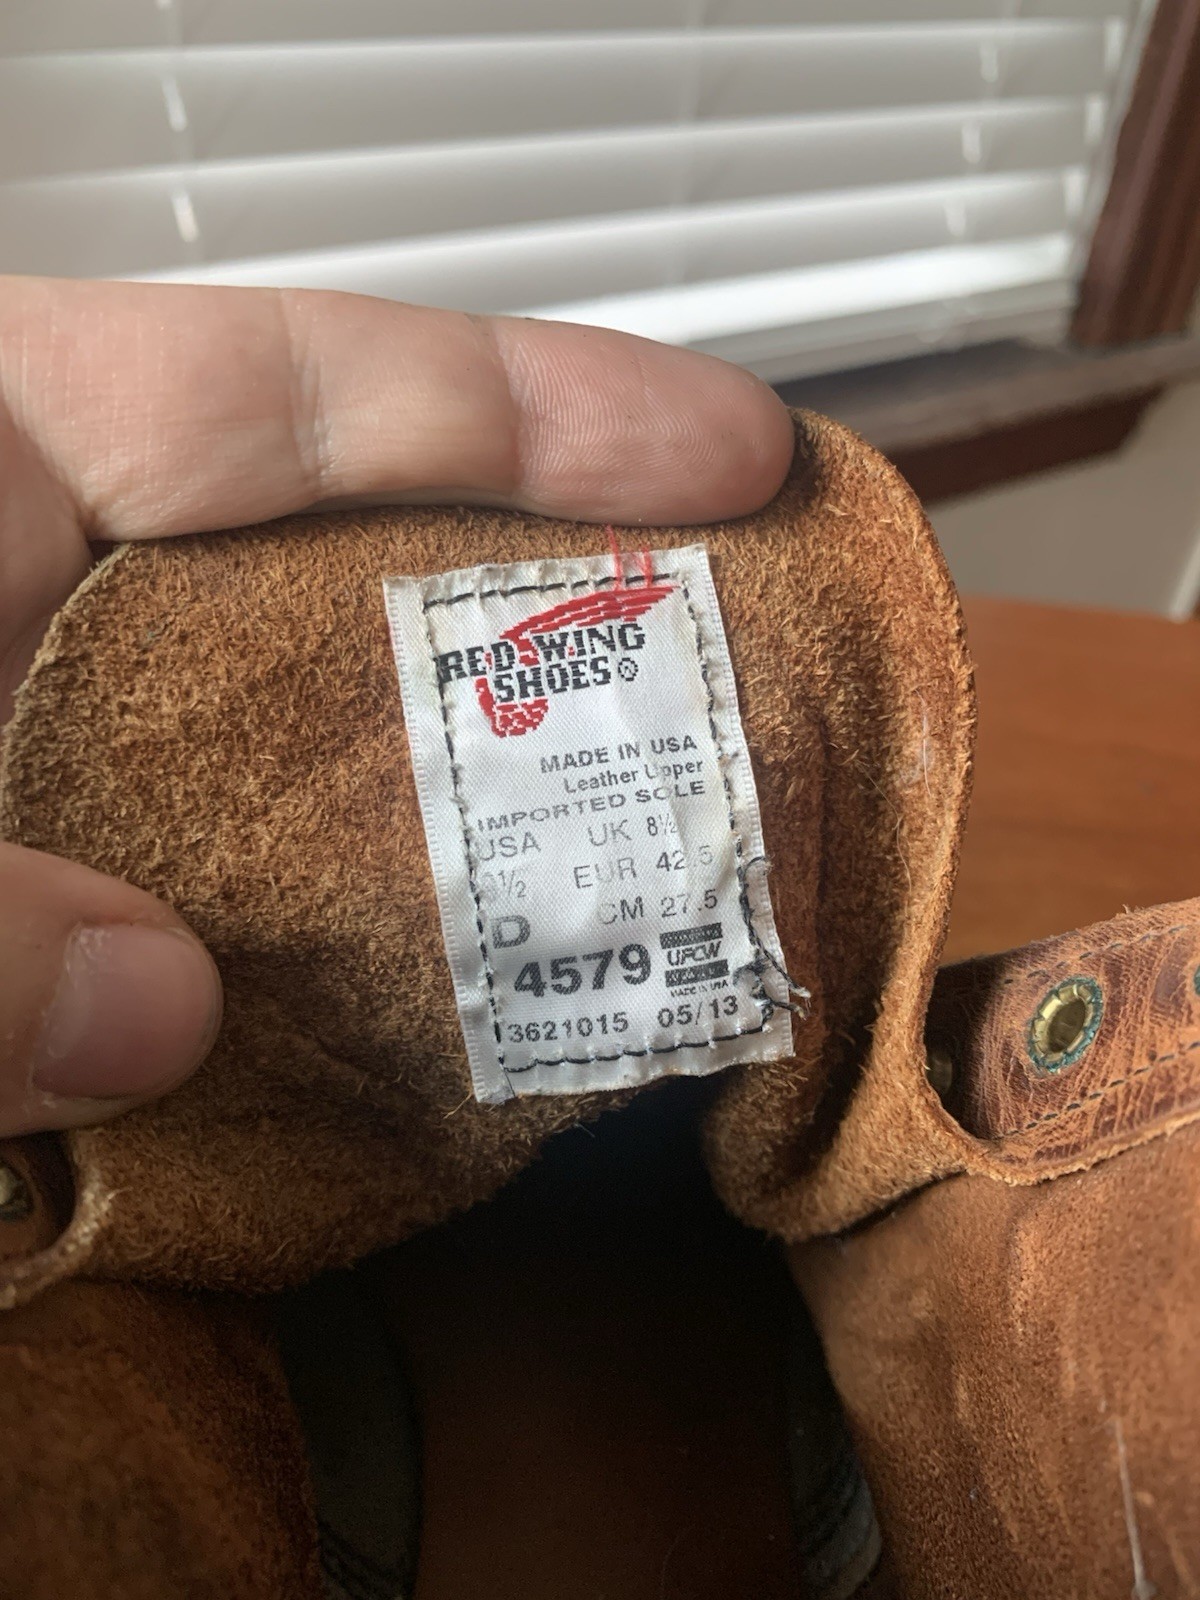 RED WING
SHOES®
MADE IN USA
Leather Upper
IMPORTED SOLE
USA UK 8½
½ EUR 42.5
D CM 27.5
4579 UFCW
MADE IN USA
3621015 05/13